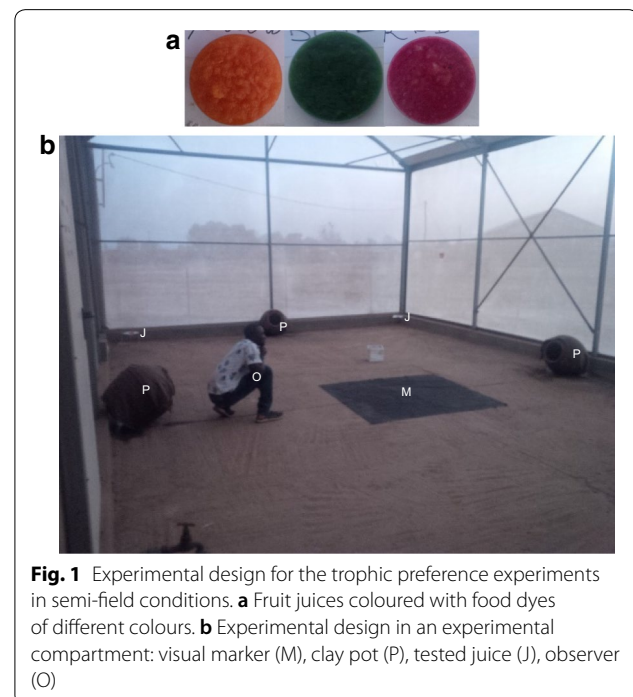 a
b
J
P
J
P
O
P
M
Fig. 1 Experimental design for the trophic preference experiments
in semi-field conditions. a Fruit juices coloured with food dyes
of different colours. b Experimental design in an experimental
compartment: visual marker (M), clay pot (P), tested juice (J), observer
(O)